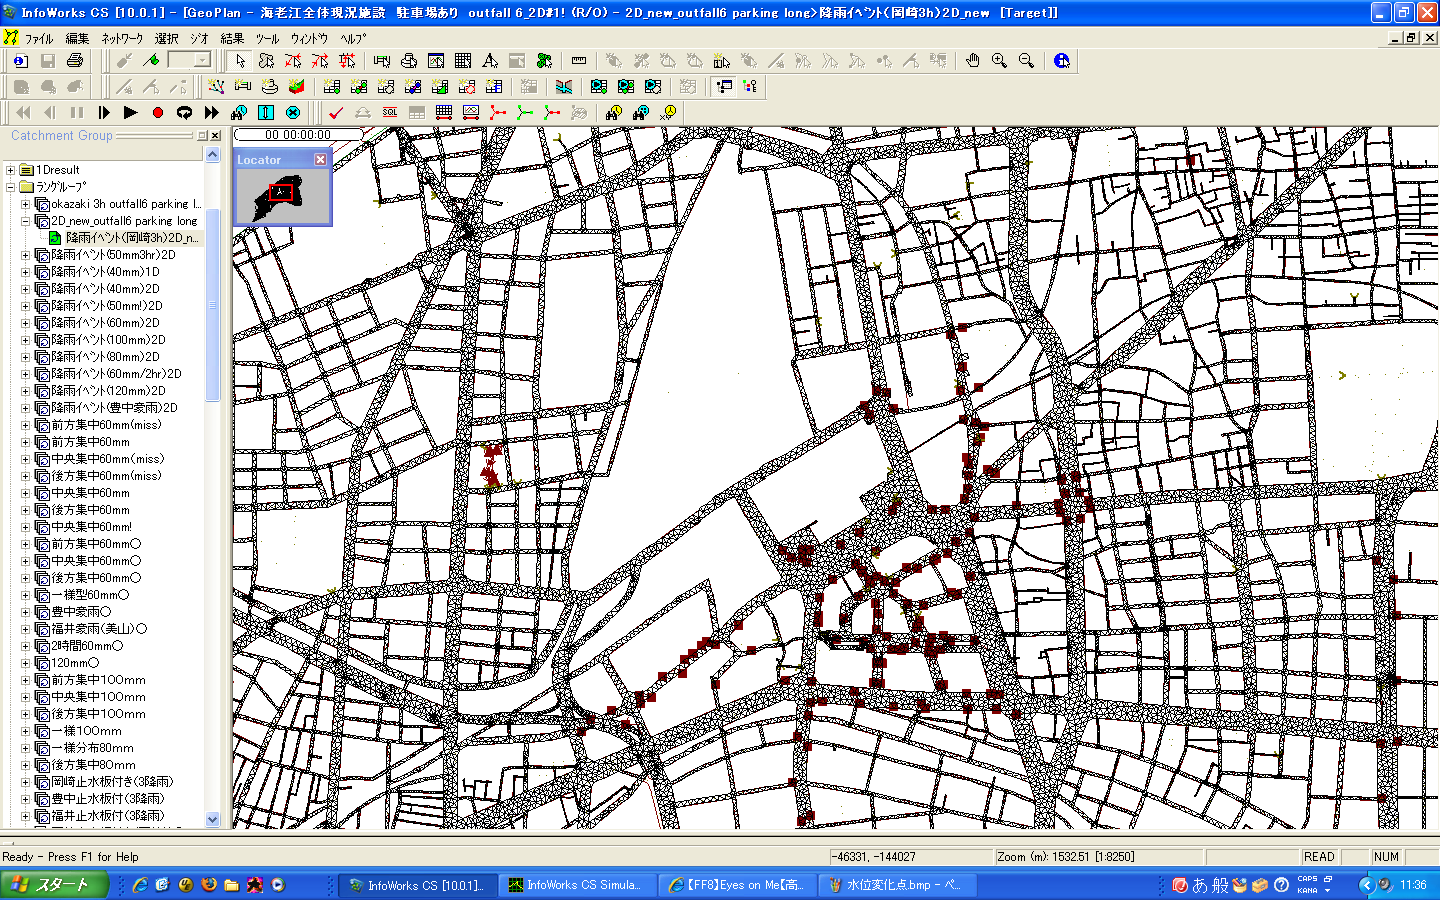 InfoWorks CS [10.0.1] - [GeoPlan - 海老江全体現況施設　駐車場あり　outfall 6_2D#1! (R/O) - 2D_new_outfall6 parking long>降雨イベント(岡崎3h)2D_new [Target]]
ファイル 編集 ネットワーク 選択 ジオ 結果 ツール ウィンドウ ヘルプ
SQL
Catchment Group
00 00:00:00
Locator
1Dresult
ラングループ
okazaki 3h outfall6 parking l...
2D_new_outfall6 parking long
降雨イベント(岡崎3h)2D_n...
降雨イベント(50mm3hr)2D
降雨イベント(40mm)1D
降雨イベント(40mm)2D
降雨イベント(50mm!)2D
降雨イベント(60mm)2D
降雨イベント(100mm)2D
降雨イベント(80mm)2D
降雨イベント(60mm/2hr)2D
降雨イベント(120mm)2D
降雨イベント(豊中豪雨)2D
前方集中60mm(miss)
前方集中60mm
中央集中60mm(miss)
後方集中60mm(miss)
中央集中60mm
後方集中60mm
中央集中60mm!
前方集中60mm〇
中央集中60mm〇
後方集中60mm〇
一様型60mm〇
豊中豪雨〇
福井豪雨(美山)〇
2時間60mm〇
120mm〇
前方集中100mm
中央集中100mm
後方集中100mm
一様100mm
一様分布80mm
後方集中80mm
岡崎止水板付き(3降雨)
豊中止水板付(3降雨)
福井止水板付(3降雨)
Ready - Press F1 for Help
-46331, -144027
Zoom (m): 1532.51 [1:8250]
READ
NUM
スタート
InfoWorks CS [10.0.1]...
InfoWorks CS Simula...
【FF8】Eyes on Me【高...
水位変化点.bmp - ペ...
あ 般
CAPS
KANA
11:36